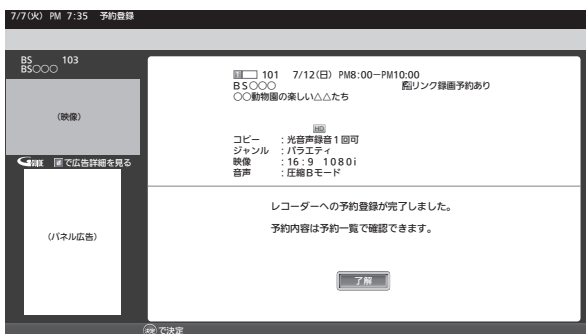 7/7(火) PM 7:35 予約登録
BS 103
BS○○○
(映像)
Gガイド で広告詳細を見る
(パネル広告)
101 7/12(日) PM8:00−PM10:00
BS○○○ リンク録画予約あり
○○動物園の楽しい△△たち
HD
コピー :光音声録音1回可
ジャンル :バラエティ
映像 :16:9 1080i
音声 :圧縮Bモード
レコーダーへの予約登録が完了しました。
予約内容は予約一覧で確認できます。
了解
決定 で決定